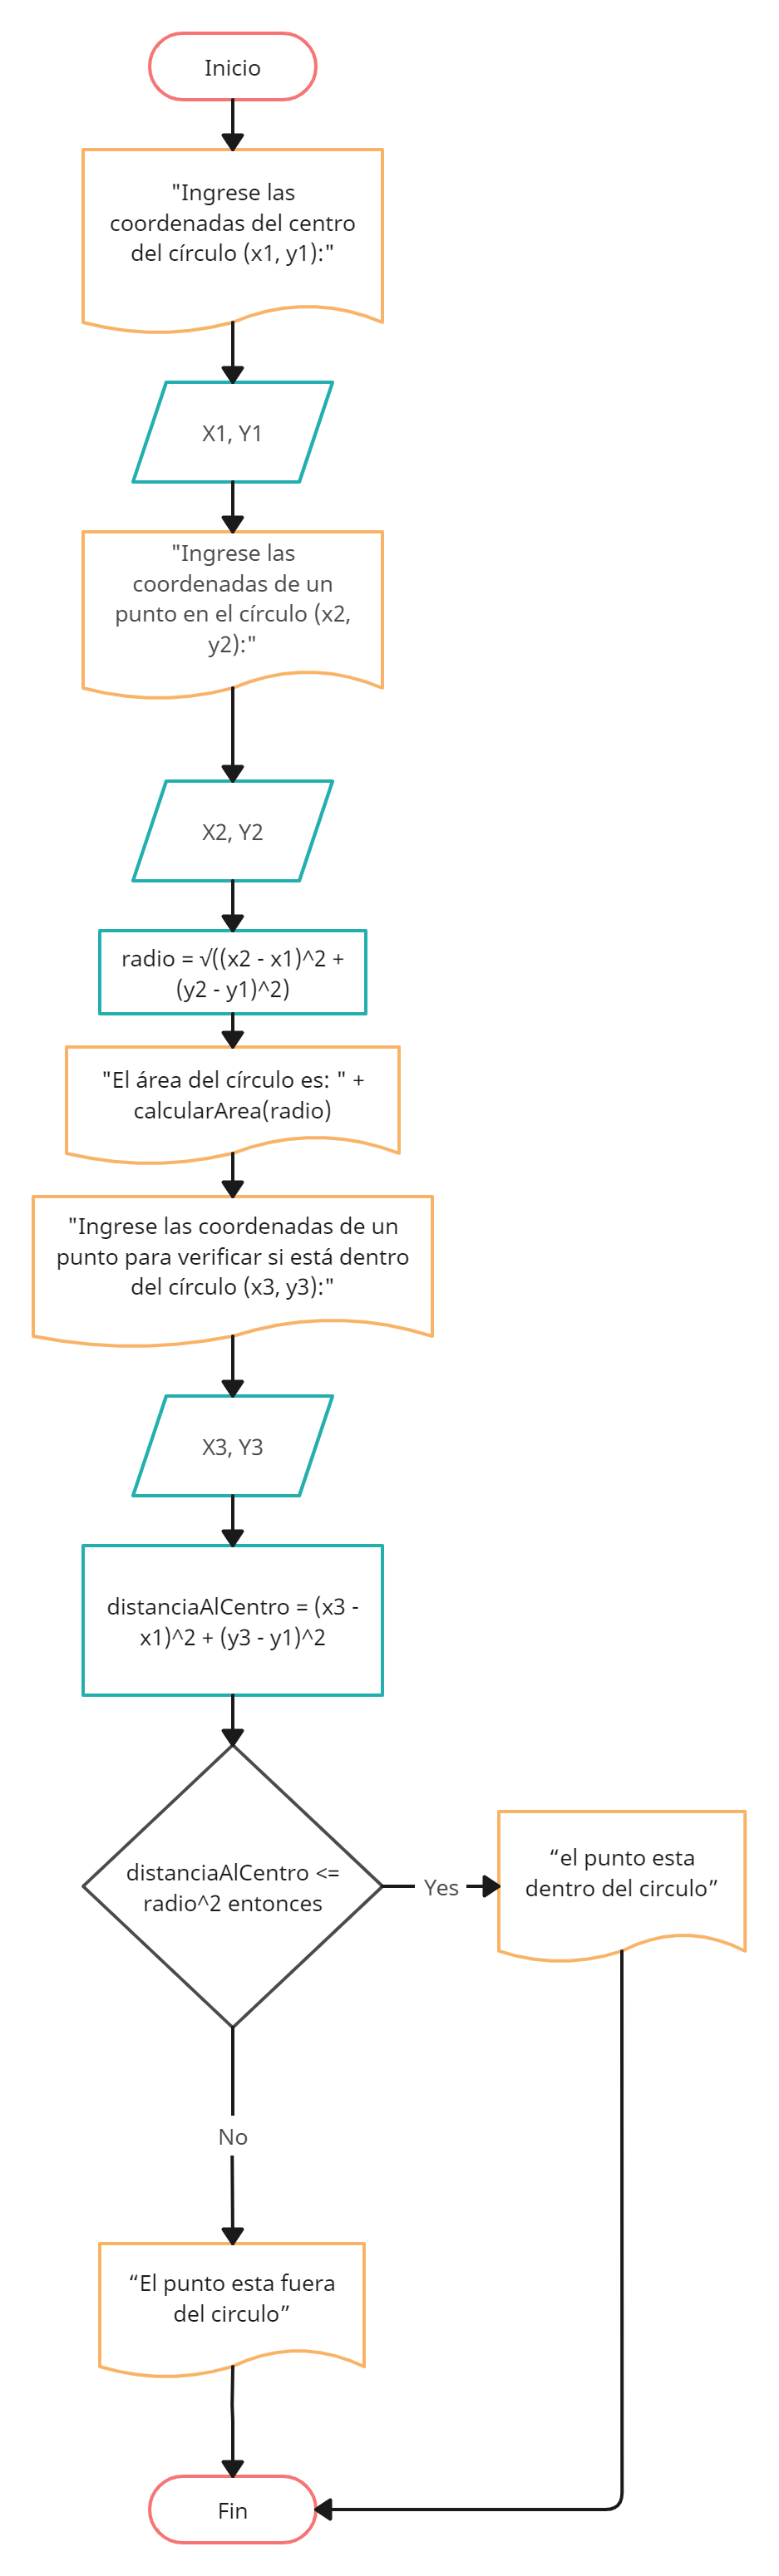 Inicio
"Ingrese las
coordenadas del centro
del círculo (x1, y1):"
X1, Y1
"Ingrese las
coordenadas de un
punto en el círculo (x2,
y2):"
X2, Y2
radio = √((x2 - x1)^2 +
(y2 - y1)^2)
"El área del círculo es: " +
calcularArea(radio)
"Ingrese las coordenadas de un
punto para verificar si está dentro
del círculo (x3, y3):"
X3, Y3
distanciaAlCentro = (x3 -
x1)^2 + (y3 - y1)^2
distanciaAlCentro <=
radio^2 entonces
Yes
“el punto esta
dentro del circulo”
No
“El punto esta fuera
del circulo”
Fin